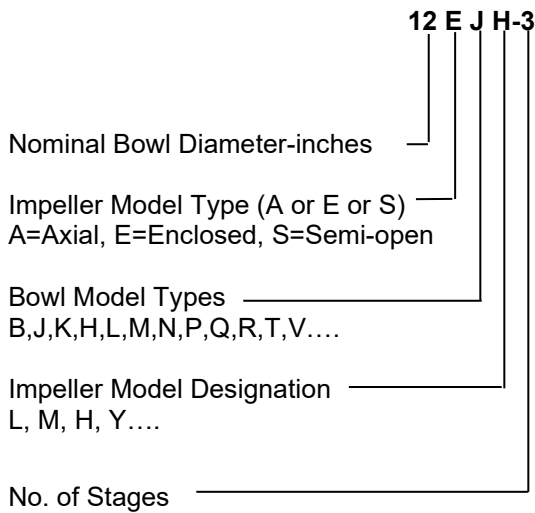 12 E J H-3
Nominal Bowl Diameter-inches
Impeller Model Type (A or E or S)
A=Axial, E=Enclosed, S=Semi-open
Bowl Model Types
B,J,K,H,L,M,N,P,Q,R,T,V….
Impeller Model Designation
L, M, H, Y….
No. of Stages